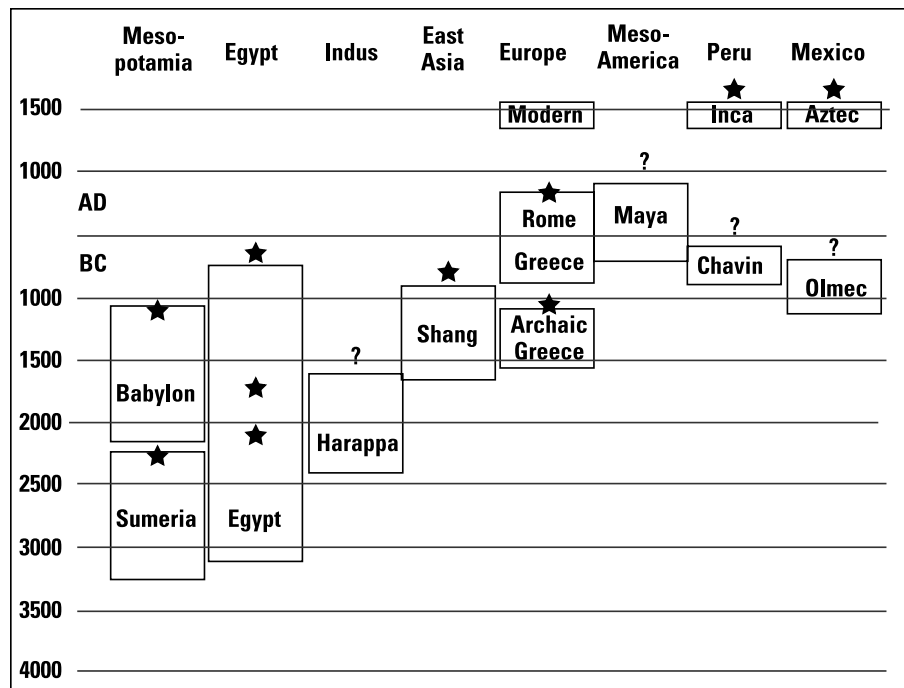 Meso-
potamia
Egypt
Indus
East
Asia
Europe
Meso-
America
Peru
Mexico
1500
Modern
Inca
Aztec
1000
?
AD
Rome
Maya
?
BC
Greece
Chavin
?
Olmec
1000
Shang
Archaic
Greece
1500
?
Babylon
2000
Harappa
2500
Sumeria
Egypt
3000
3500
4000